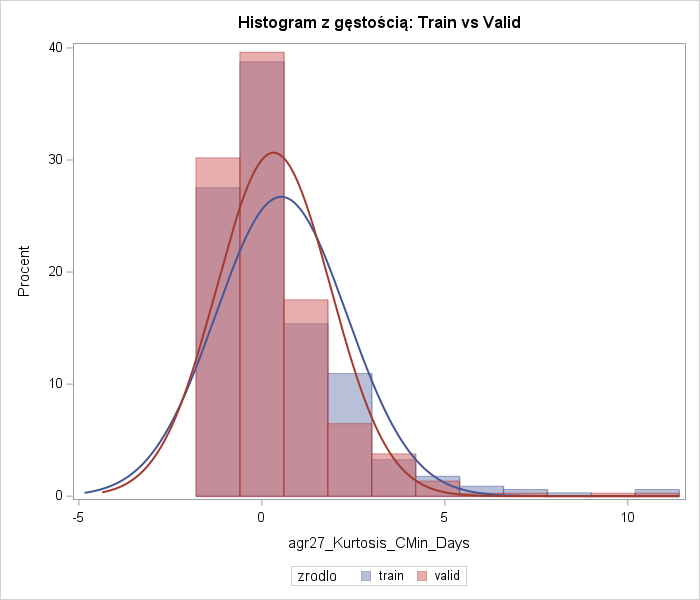 Histogram z gęstością: Train vs Valid
40
30
20
10
0
Procent
-5 0 5 10
agr27_Kurtosis_CMin_Days
zrodlo train valid